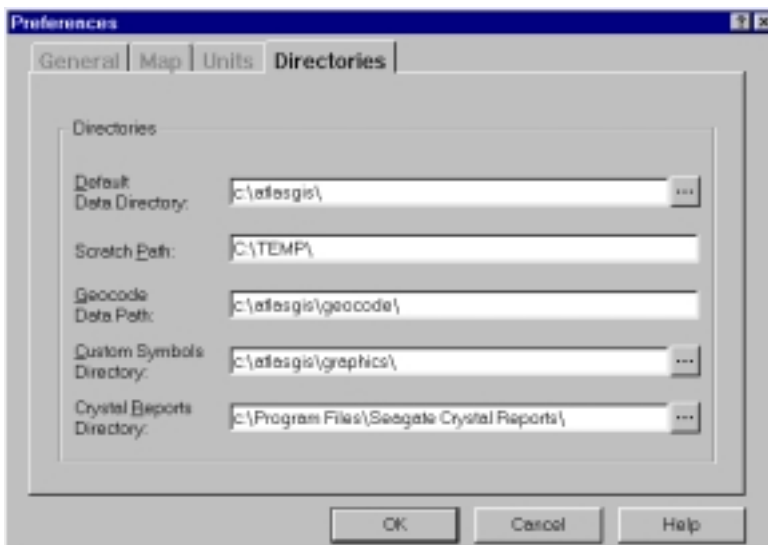 Preferences
General Map Units Directories
Directories
Default
Data Directory:
c:\atlasgis\
...
Scratch Path:
C:\TEMP\
Geocode
Data Path:
c:\atlasgis\geocode\
Custom Symbols
Directory:
c:\atlasgis\graphics\
...
Crystal Reports
Directory:
c:\Program Files\Seagate Crystal Reports\
...
OK Cancel Help